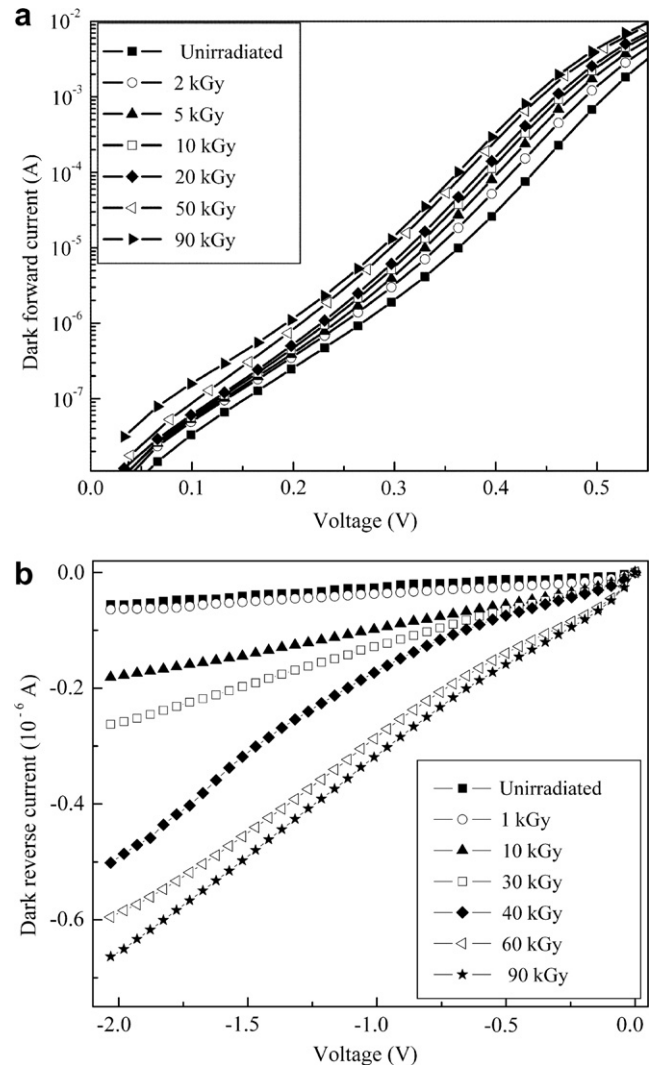 a
10⁻²
10⁻³
10⁻⁴
10⁻⁵
10⁻⁶
10⁻⁷
Dark forward current (A)
Unirradiated
2 kGy
5 kGy
10 kGy
20 kGy
50 kGy
90 kGy
0.0 0.1 0.2 0.3 0.4 0.5
Voltage (V)
b
0.0
-0.2
-0.4
-0.6
Dark reverse current (10⁻⁶ A)
Unirradiated
1 kGy
10 kGy
30 kGy
40 kGy
60 kGy
90 kGy
-2.0 -1.5 -1.0 -0.5 0.0
Voltage (V)